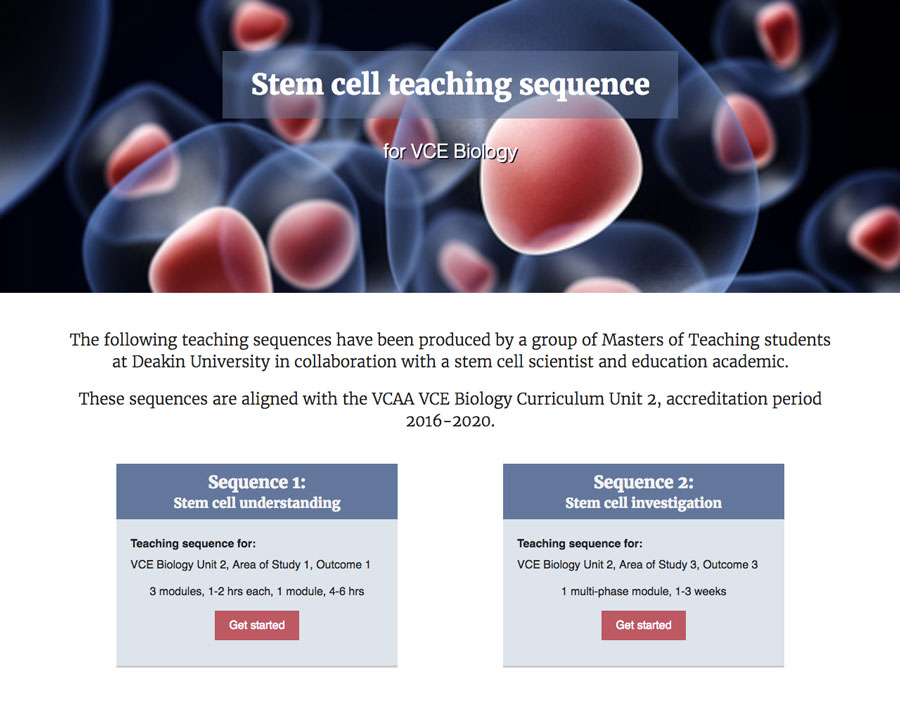 Stem cell teaching sequence
for VCE Biology
The following teaching sequences have been produced by a group of Masters of Teaching students
at Deakin University in collaboration with a stem cell scientist and education academic.
These sequences are aligned with the VCAA VCE Biology Curriculum Unit 2, accreditation period
2016-2020.
Sequence 1:
Stem cell understanding
Teaching sequence for:
VCE Biology Unit 2, Area of Study 1, Outcome 1
3 modules, 1-2 hrs each, 1 module, 4-6 hrs
Get started
Sequence 2:
Stem cell investigation
Teaching sequence for:
VCE Biology Unit 2, Area of Study 3, Outcome 3
1 multi-phase module, 1-3 weeks
Get started